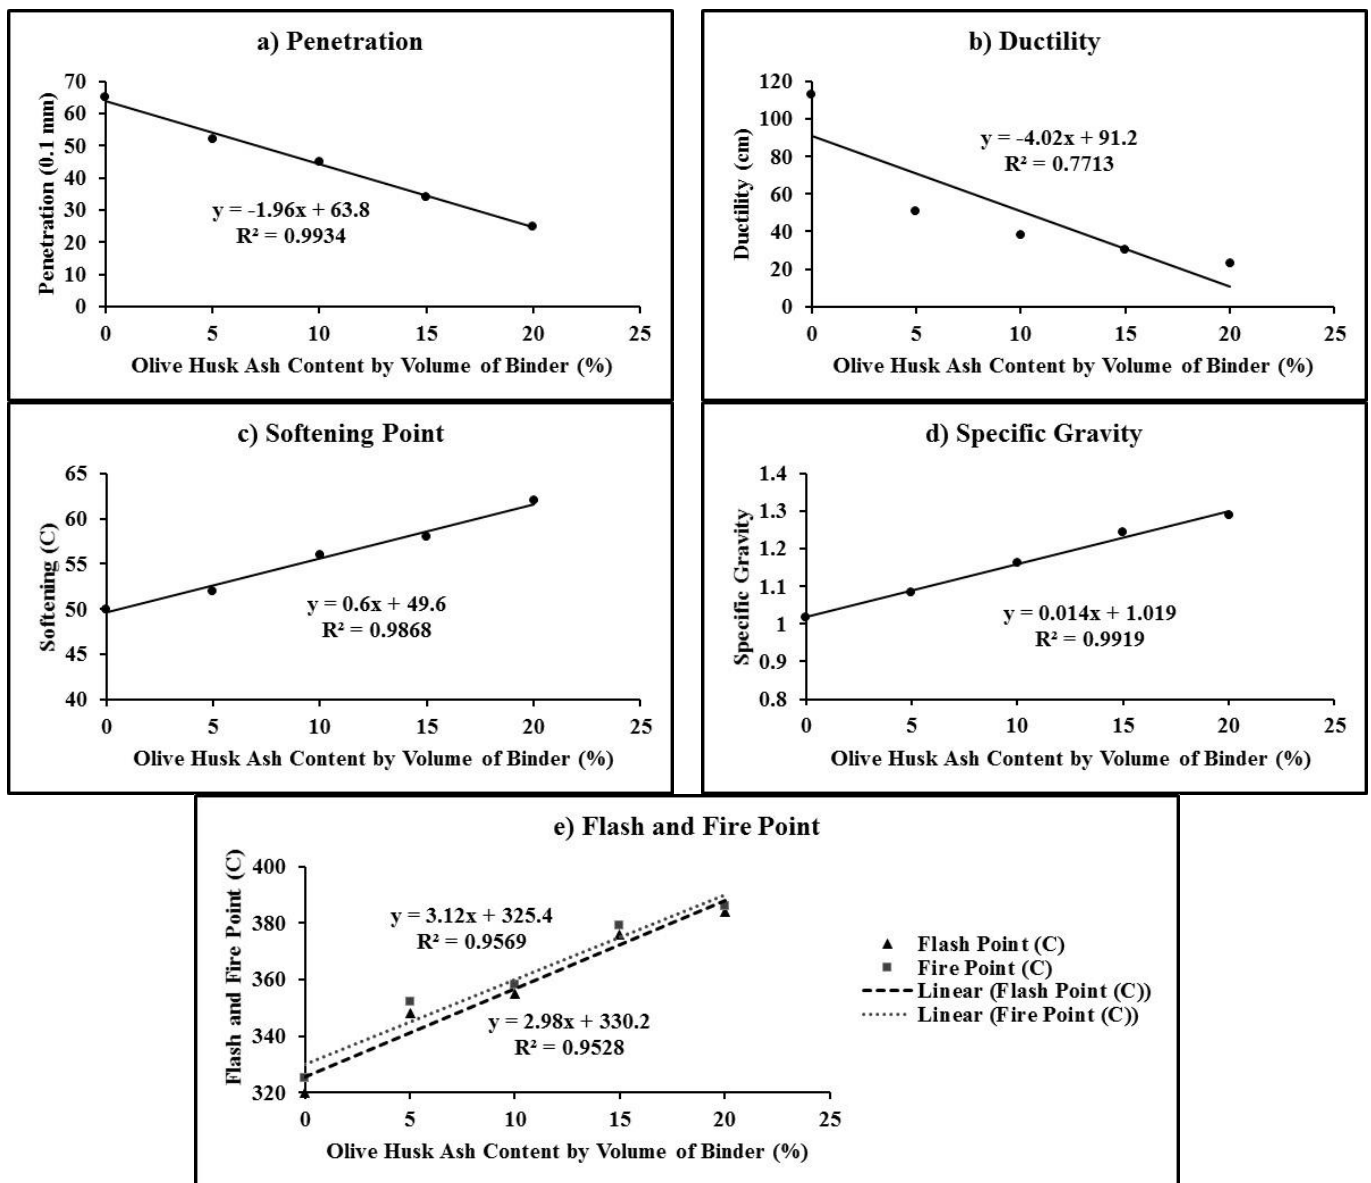 a) Penetration
Penetration (0.1 mm)
70
60
50
40
30
20
10
0
y = -1.96x + 63.8
R² = 0.9934
0 5 10 15 20 25
Olive Husk Ash Content by Volume of Binder (%)
b) Ductility
Ductility (cm)
120
100
80
60
40
20
0
y = -4.02x + 91.2
R² = 0.7713
0 5 10 15 20 25
Olive Husk Ash Content by Volume of Binder (%)
c) Softening Point
Softening (C)
65
60
55
50
45
40
y = 0.6x + 49.6
R² = 0.9868
0 5 10 15 20 25
Olive Husk Ash Content by Volume of Binder (%)
d) Specific Gravity
Specific Gravity
1.4
1.3
1.2
1.1
1
0.9
0.8
y = 0.014x + 1.019
R² = 0.9919
0 5 10 15 20 25
Olive Husk Ash Content by Volume of Binder (%)
e) Flash and Fire Point
Flash and Fire Point (C)
400
380
360
340
320
y = 3.12x + 325.4
R² = 0.9569
y = 2.98x + 330.2
R² = 0.9528
0 5 10 15 20 25
Olive Husk Ash Content by Volume of Binder (%)
Flash Point (C)
Fire Point (C)
Linear (Flash Point (C))
Linear (Fire Point (C))